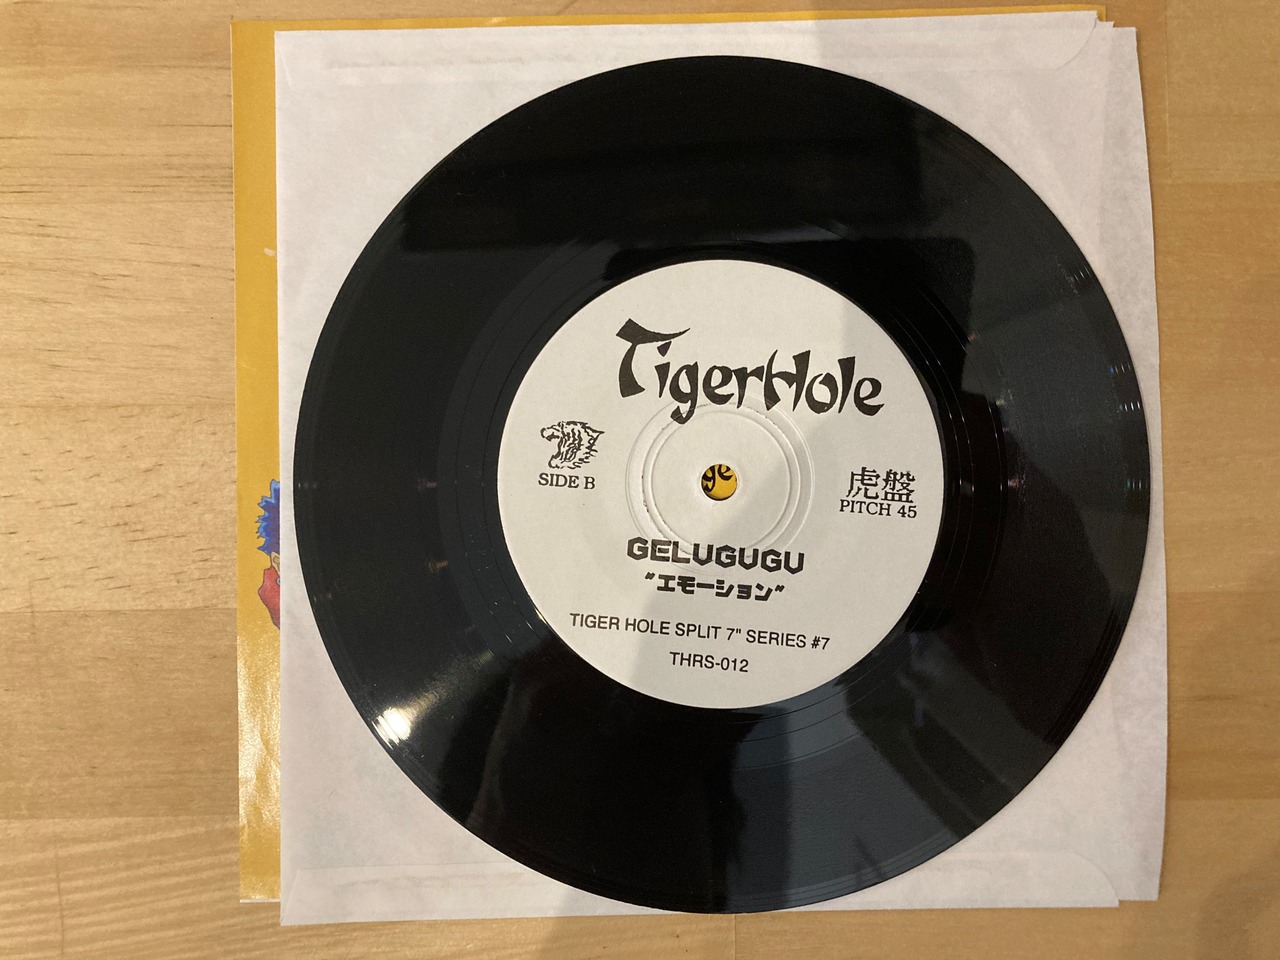 TigerHole
SIDE B
虎盤
PITCH 45
ge
GELUGUGU
"エモーション"
TIGER HOLE SPLIT 7" SERIES #7
THRS-012